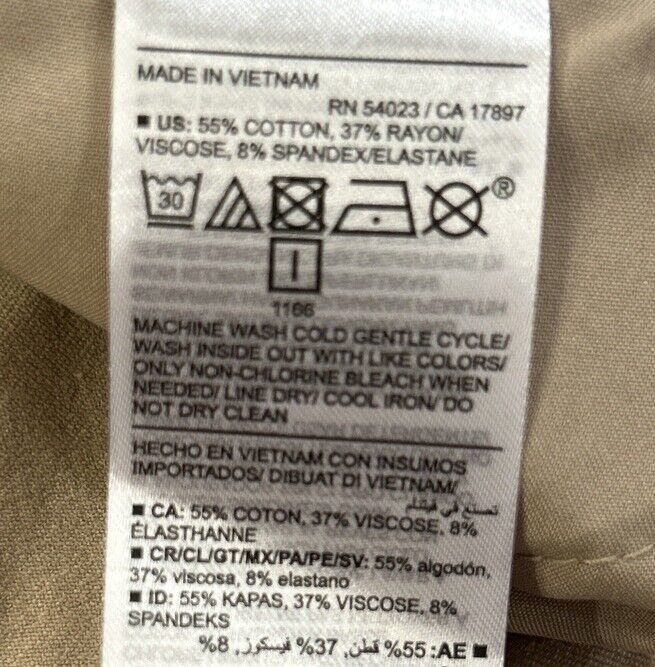 MADE IN VIETNAM
RN 54023 / CA 17897
■ US: 55% COTTON, 37% RAYON/
VISCOSE, 8% SPANDEX/ELASTANE
30
®
1166
MACHINE WASH COLD GENTLE CYCLE/
WASH INSIDE OUT WITH LIKE COLORS/
ONLY NON-CHLORINE BLEACH WHEN
NEEDED/ LINE DRY/ COOL IRON/ DO
NOT DRY CLEAN
HECHO EN VIETNAM CON INSUMOS
IMPORTADOS/ DIBUAT DI VIETNAM/
تصنع في فيتنام
■ CA: 55% COTON, 37% VISCOSE, 8%
ÉLASTHANNE
■ CR/CL/GT/MX/PA/PE/SV: 55% algodón,
37% viscosa, 8% elastano
■ ID: 55% KAPAS, 37% VISCOSE, 8%
SPANDEKS
■ AE: 55% قطن, 37% فيسكوز, 8%